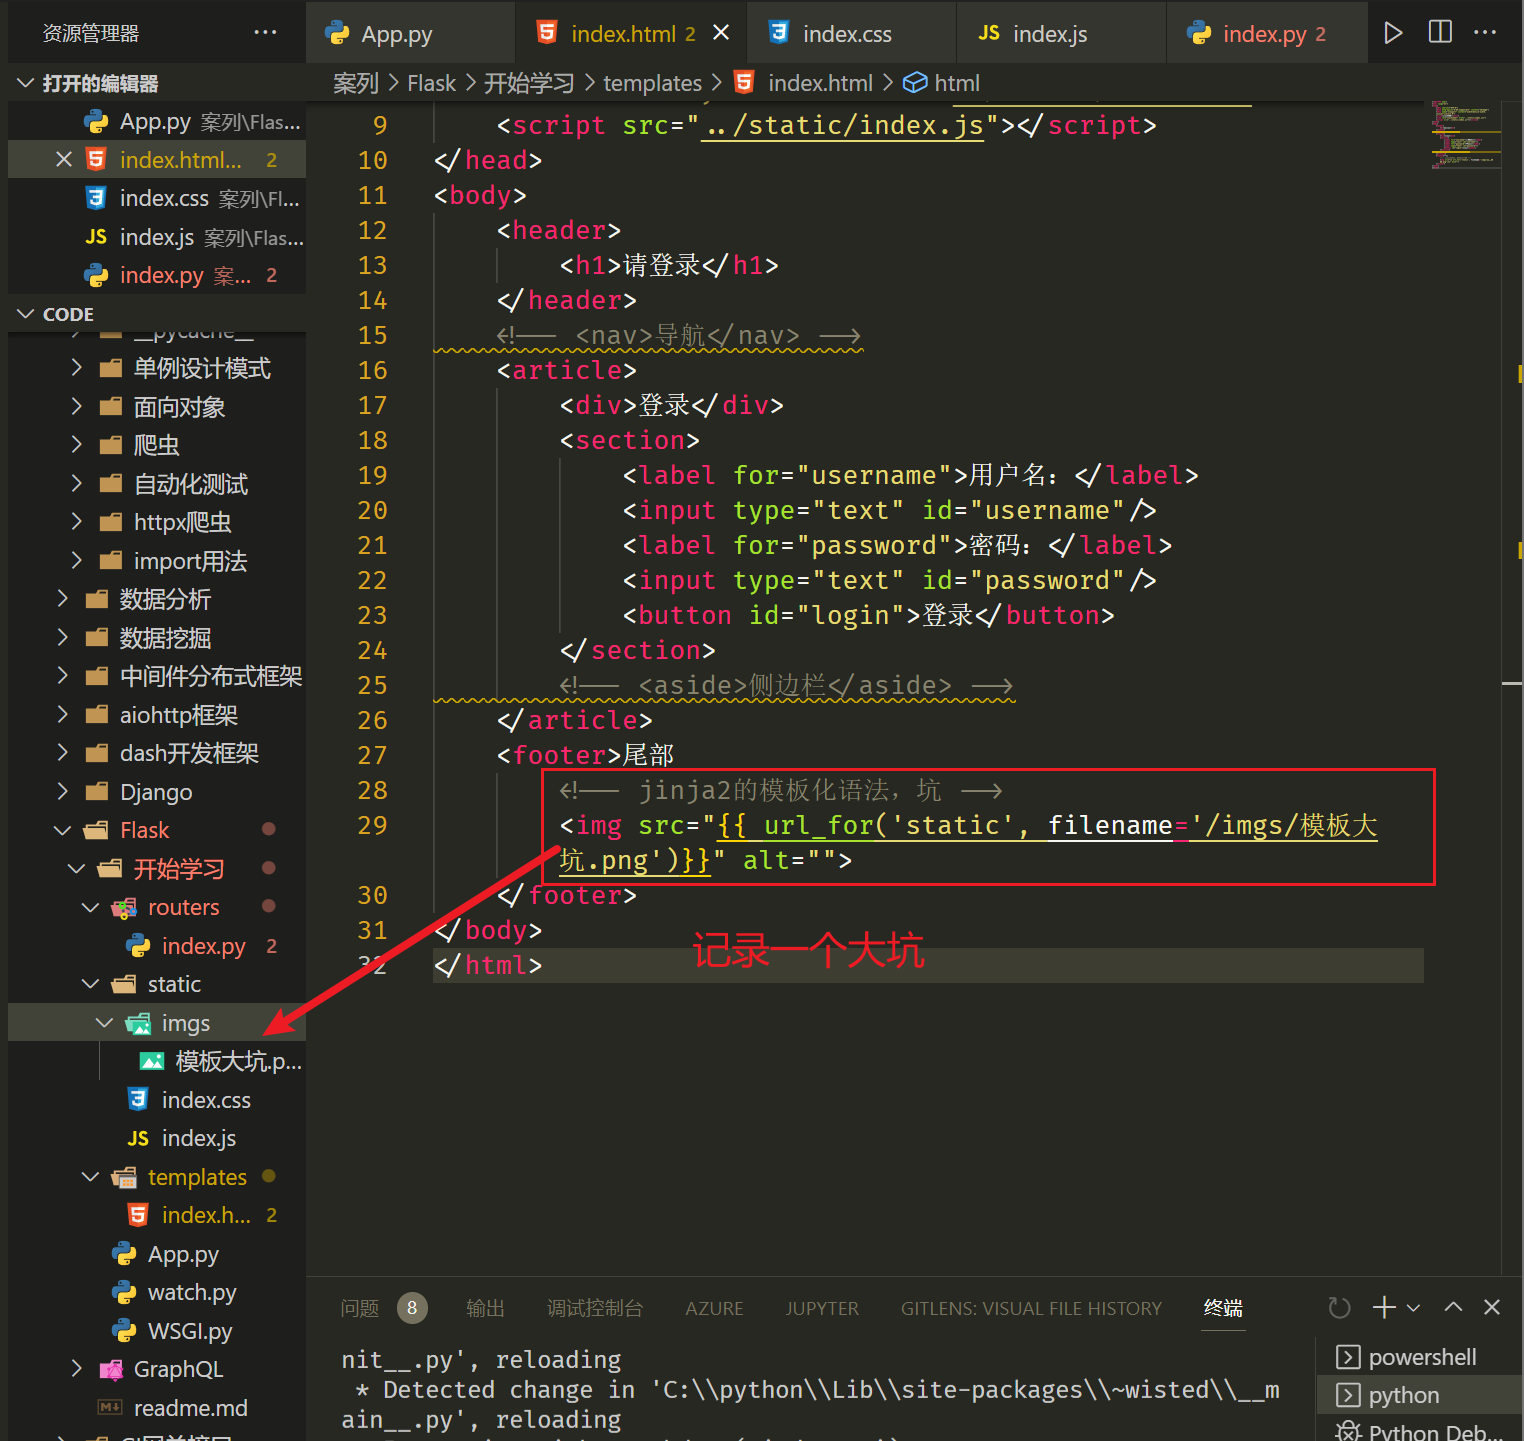 资源管理器
打开的编辑器
App.py 案列\Flas...
index.html... 2
index.css 案列\Fl...
JS index.js 案列\Flas...
index.py 案... 2
CODE
__pycache__
单例设计模式
面向对象
爬虫
自动化测试
httpx爬虫
import用法
数据分析
数据挖掘
中间件分布式框架
aiohttp框架
dash开发框架
Django
Flask
开始学习
routers
index.py 2
static
imgs
模板大坑.p...
index.css
JS index.js
templates
index.h... 2
App.py
watch.py
WSGI.py
GraphQL
readme.md
App.py index.html 2 index.css JS index.js index.py 2
案列 > Flask > 开始学习 > templates > index.html > html
9 <script src="../static/index.js"></script>
10 </head>
11 <body>
12 <header>
13 <h1>请登录</h1>
14 </header>
15 <!-- <nav>导航</nav> -->
16 <article>
17 <div>登录</div>
18 <section>
19 <label for="username">用户名：</label>
20 <input type="text" id="username"/>
21 <label for="password">密码：</label>
22 <input type="text" id="password"/>
23 <button id="login">登录</button>
24 </section>
25 <!-- <aside>侧边栏</aside> -->
26 </article>
27 <footer>尾部
28 <!-- jinja2的模板化语法，坑 -->
29 <img src="{{ url_for('static', filename='/imgs/模板大
坑.png')}}" alt="">
30 </footer>
31 </body>
32 </html>
记录一个大坑
问题 8 输出 调试控制台 AZURE JUPYTER GITLENS: VISUAL FILE HISTORY 终端
nit__.py', reloading
* Detected change in 'C:\\python\\Lib\\site-packages\\~wisted\\__m
ain__.py', reloading
powershell
python
Python Deb...